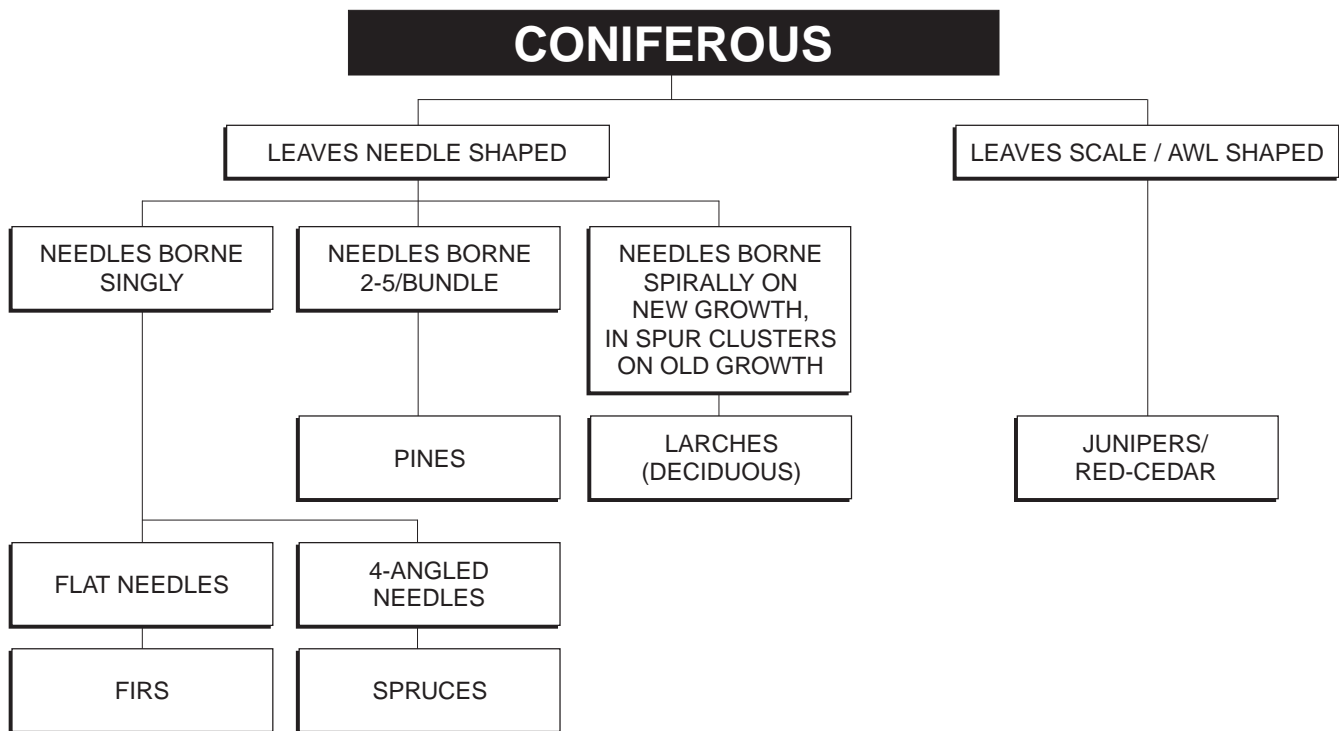 CONIFEROUS
LEAVES NEEDLE SHAPED
LEAVES SCALE / AWL SHAPED
NEEDLES BORNE
SINGLY
NEEDLES BORNE
2-5/BUNDLE
NEEDLES BORNE
SPIRALLY ON
NEW GROWTH,
IN SPUR CLUSTERS
ON OLD GROWTH
PINES
LARCHES
(DECIDUOUS)
JUNIPERS/
RED-CEDAR
FLAT NEEDLES
4-ANGLED
NEEDLES
FIRS
SPRUCES